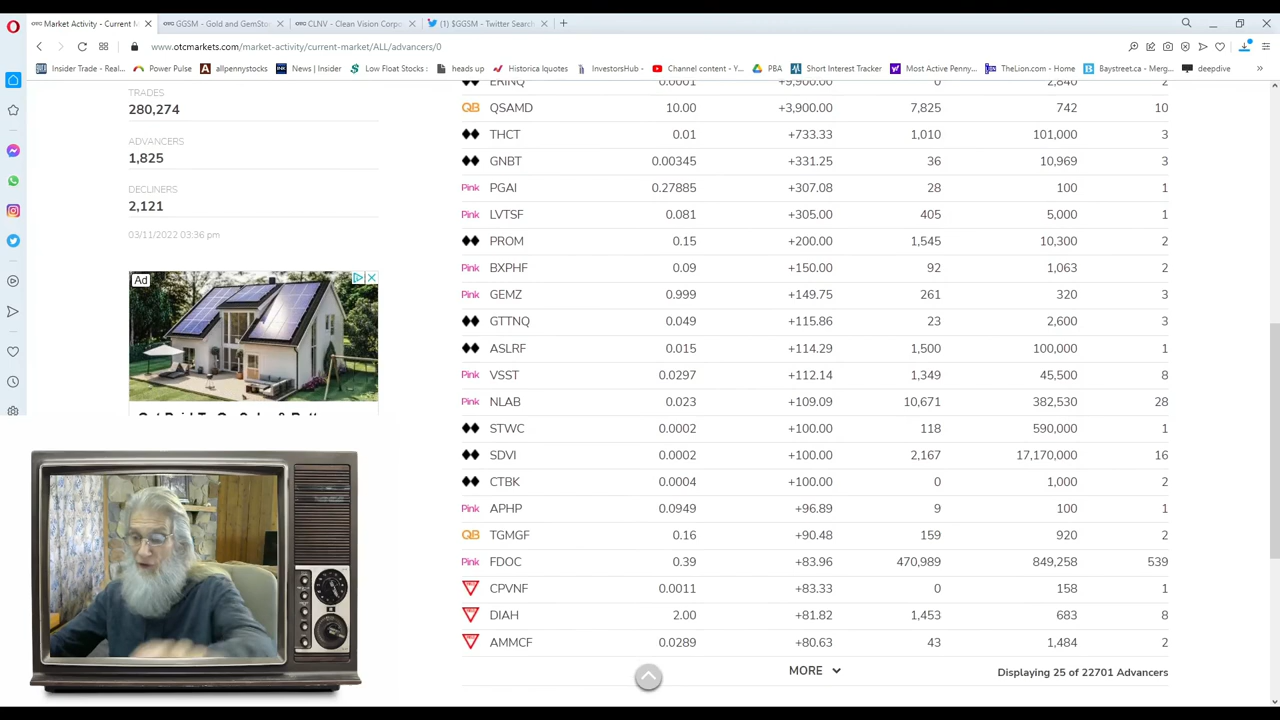 Market Activity - Current M
GGSM - Gold and GemSto
CLNV - Clean Vision Corpo
(1) $GGSM - Twitter Search
www.otcmarkets.com/market-activity/current-market/ALL/advancers/0
Insider Trade - Real...
Power Pulse
allpennystocks
News | Insider
Low Float Stocks :
heads up
Historica Iquotes
InvestorsHub -
Channel content - Y...
PBA
Short Interest Tracker
Most Active Penny...
TheLion.com - Home
Baystreet.ca - Merg...
deepdive
TRADES
280,274
ADVANCERS
1,825
DECLINERS
2,121
03/11/2022 03:36 pm
Ad
ERINQ 0.0001 +9,900.00 0 2,840 2
QB QSAMD 10.00 +3,900.00 7,825 742 10
THCT 0.01 +733.33 1,010 101,000 3
GNBT 0.00345 +331.25 36 10,969 3
Pink PGAI 0.27885 +307.08 28 100 1
Pink LVTSF 0.081 +305.00 405 5,000 1
PROM 0.15 +200.00 1,545 10,300 2
Pink BXPHF 0.09 +150.00 92 1,063 2
Pink GEMZ 0.999 +149.75 261 320 3
GTTNQ 0.049 +115.86 23 2,600 3
ASLRF 0.015 +114.29 1,500 100,000 1
Pink VSST 0.0297 +112.14 1,349 45,500 8
Pink NLAB 0.023 +109.09 10,671 382,530 28
STWC 0.0002 +100.00 118 590,000 1
SDVI 0.0002 +100.00 2,167 17,170,000 16
CTBK 0.0004 +100.00 0 1,000 2
Pink APHP 0.0949 +96.89 9 100 1
QB TGMGF 0.16 +90.48 159 920 2
Pink FDOC 0.39 +83.96 470,989 849,258 539
CPVNF 0.0011 +83.33 0 158 1
DIAH 2.00 +81.82 1,453 683 8
AMMCF 0.0289 +80.63 43 1,484 2
MORE
Displaying 25 of 22701 Advancers